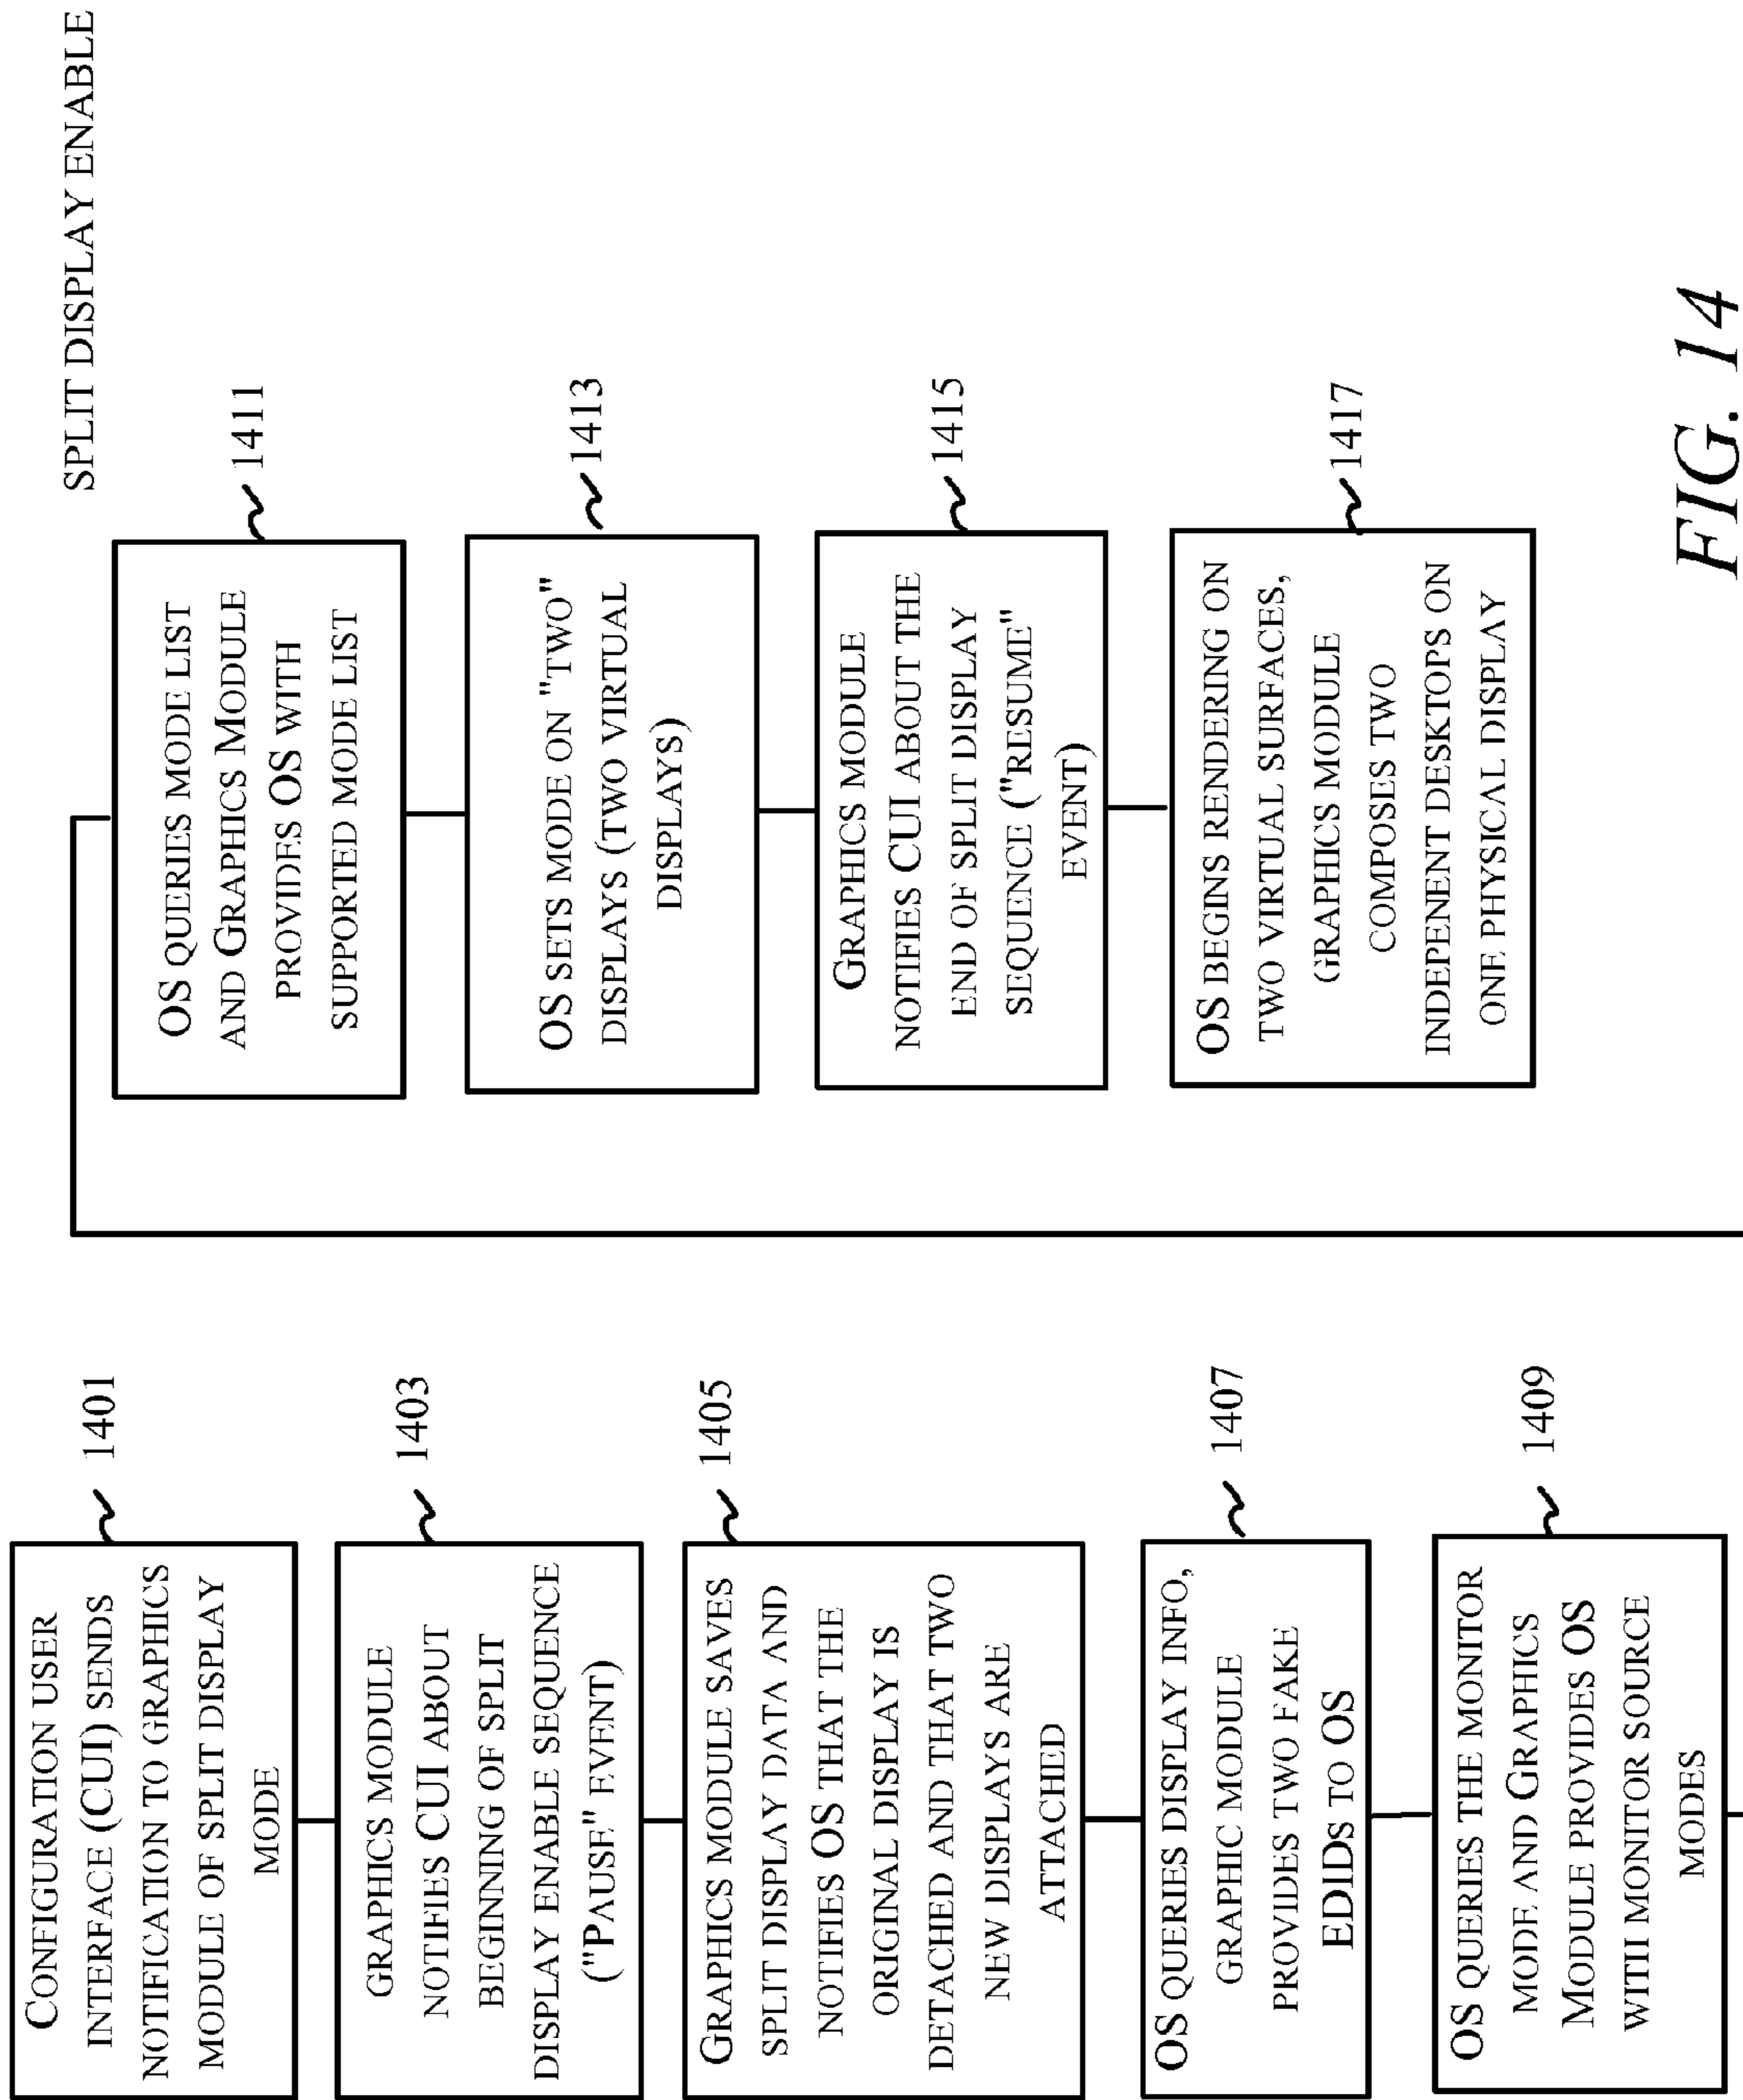 SPLIT DISPLAY ENABLE
CONFIGURATION USER
INTERFACE (CUI) SENDS
NOTIFICATION TO GRAPHICS
MODULE OF SPLIT DISPLAY
MODE
1401
GRAPHICS MODULE
NOTIFIES CUI ABOUT
BEGINNING OF SPLIT
DISPLAY ENABLE SEQUENCE
("PAUSE" EVENT)
1403
GRAPHICS MODULE SAVES
SPLIT DISPLAY DATA AND
NOTIFIES OS THAT THE
ORIGINAL DISPLAY IS
DETACHED AND THAT TWO
NEW DISPLAYS ARE
ATTACHED
1405
OS QUERIES DISPLAY INFO,
GRAPHIC MODULE
PROVIDES TWO FAKE
EDIDS TO OS
1407
OS QUERIES THE MONITOR
MODE AND GRAPHICS
MODULE PROVIDES OS
WITH MONITOR SOURCE
MODES
1409
OS QUERIES MODE LIST
AND GRAPHICS MODULE
PROVIDES OS WITH
SUPPORTED MODE LIST
1411
OS SETS MODE ON "TWO"
DISPLAYS (TWO VIRTUAL
DISPLAYS)
1413
GRAPHICS MODULE
NOTIFIES CUI ABOUT THE
END OF SPLIT DISPLAY
SEQUENCE ("RESUME"
EVENT)
1415
OS BEGINS RENDERING ON
TWO VIRTUAL SURFACES,
GRAPHICS MODULE
COMPOSES TWO
INDEPENENT DESKTOPS ON
ONE PHYSICAL DISPLAY
1417
FIG. 14